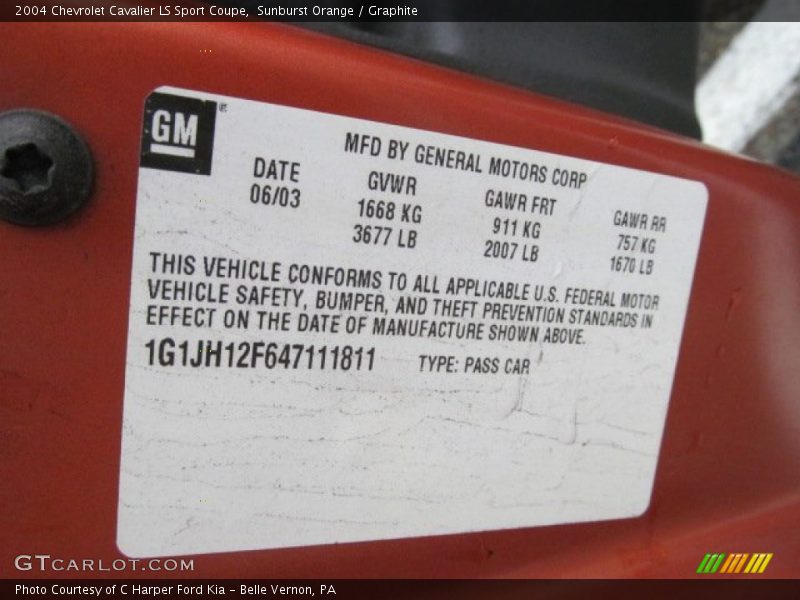 2004 Chevrolet Cavalier LS Sport Coupe, Sunburst Orange / Graphite
GM
MFD BY GENERAL MOTORS CORP
DATE GVWR GAWR FRT GAWR RR
06/03 1668 KG 911 KG 757 KG
3677 LB 2007 LB 1670 LB
THIS VEHICLE CONFORMS TO ALL APPLICABLE U.S. FEDERAL MOTOR
VEHICLE SAFETY, BUMPER, AND THEFT PREVENTION STANDARDS IN
EFFECT ON THE DATE OF MANUFACTURE SHOWN ABOVE.
1G1JH12F647111811 TYPE: PASS CAR
GTCARLOT.COM
Photo Courtesy of C Harper Ford Kia – Belle Vernon, PA